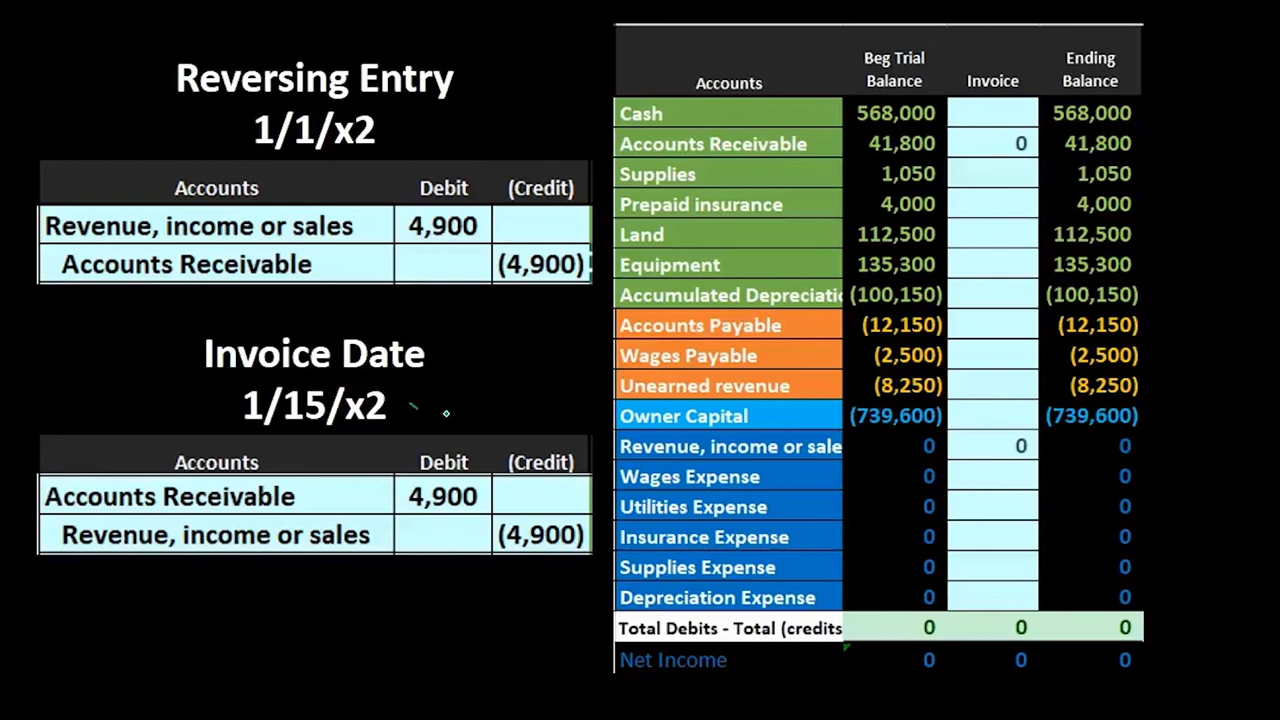 Reversing Entry
1/1/x2
Accounts Debit (Credit)
Revenue, income or sales 4,900
Accounts Receivable (4,900)
Invoice Date
1/15/x2
Accounts Debit (Credit)
Accounts Receivable 4,900
Revenue, income or sales (4,900)
Accounts Beg Trial Balance Invoice Ending Balance
Cash 568,000 568,000
Accounts Receivable 41,800 0 41,800
Supplies 1,050 1,050
Prepaid insurance 4,000 4,000
Land 112,500 112,500
Equipment 135,300 135,300
Accumulated Depreciatic (100,150) (100,150)
Accounts Payable (12,150) (12,150)
Wages Payable (2,500) (2,500)
Unearned revenue (8,250) (8,250)
Owner Capital (739,600) (739,600)
Revenue, income or sale 0 0 0
Wages Expense 0 0
Utilities Expense 0 0
Insurance Expense 0 0
Supplies Expense 0 0
Depreciation Expense 0 0
Total Debits - Total (credits 0 0 0
Net Income 0 0 0